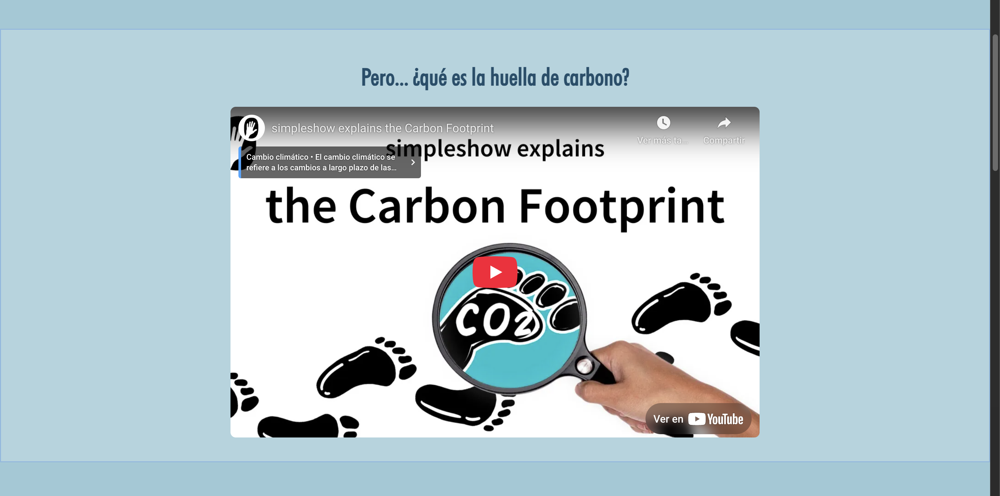 Pero... ¿qué es la huella de carbono?
simpleshow explains the Carbon Footprint
Ver más ta...
Compartir
simpleshow explains
Cambio climático • El cambio climático se
refiere a los cambios a largo plazo de las...
the Carbon Footprint
CO2
Ver en YouTube